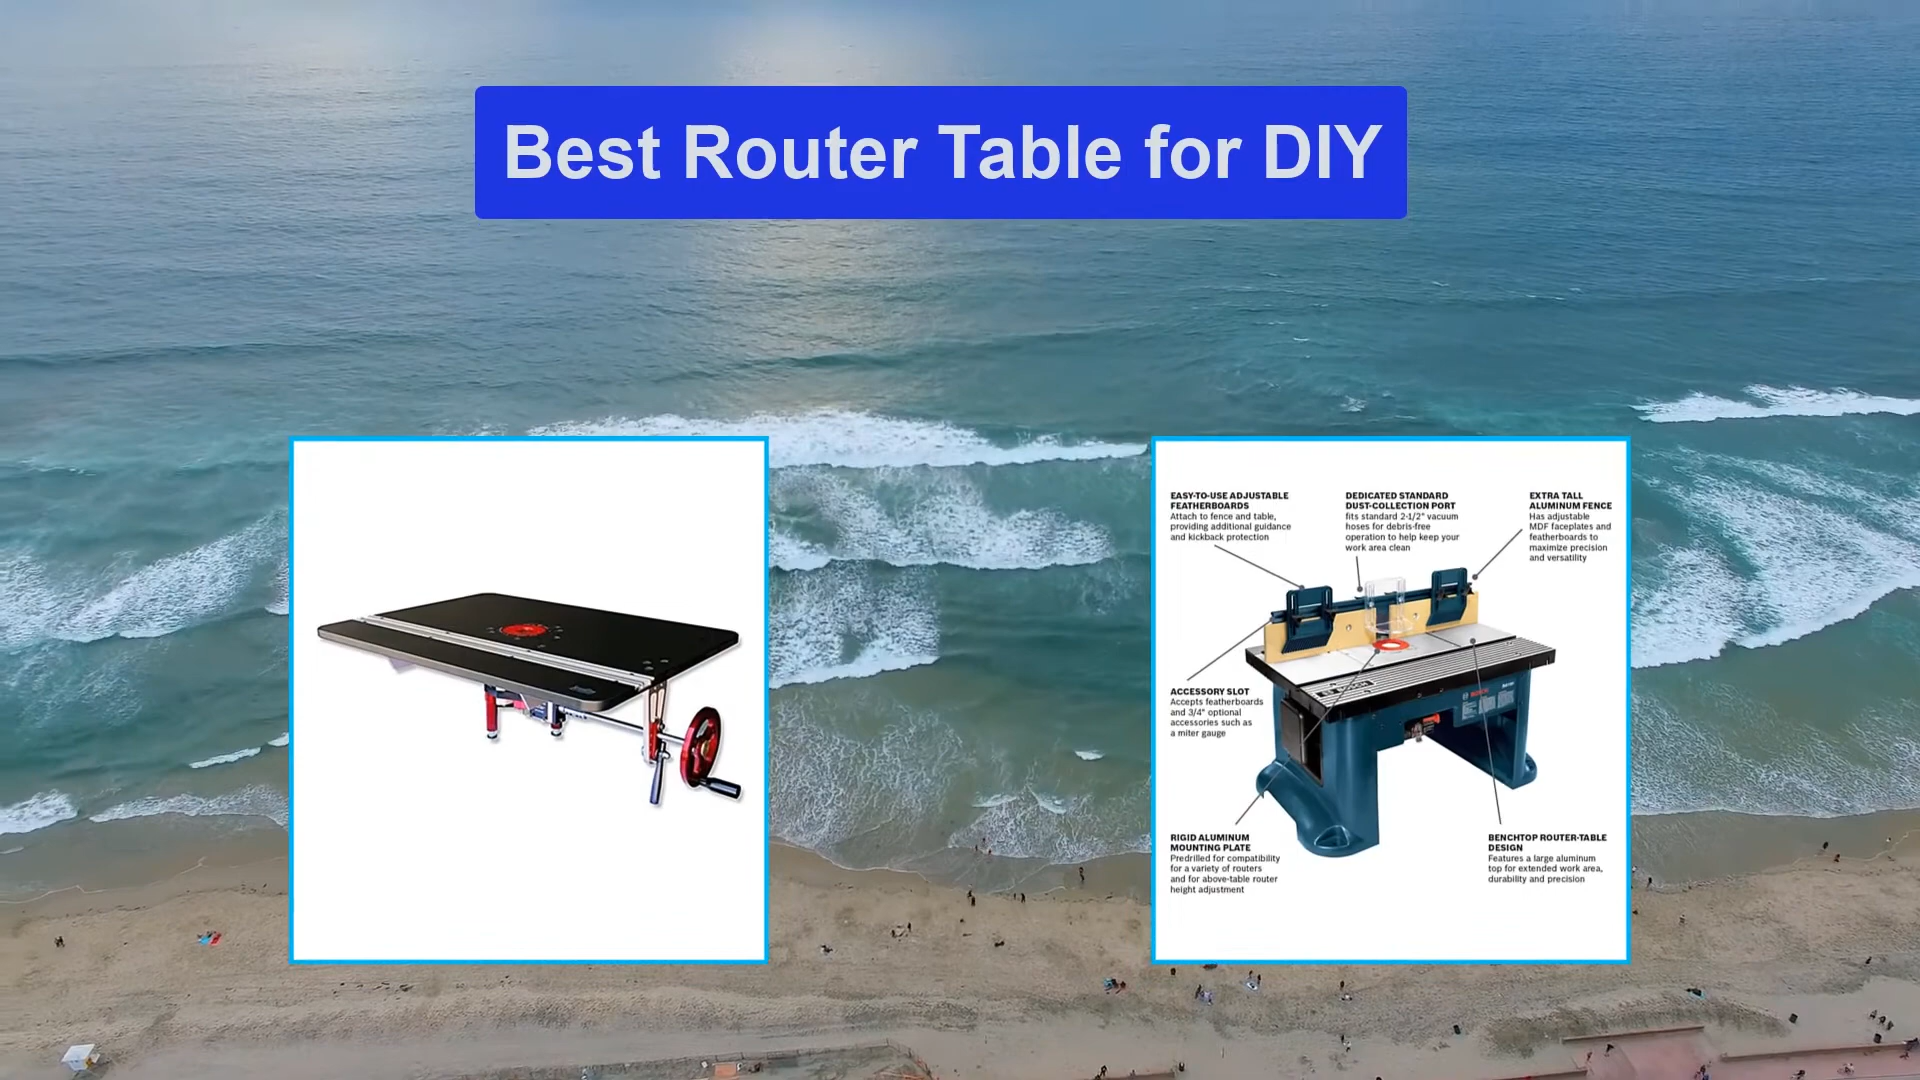 Best Router Table for DIY
EASY-TO-USE ADJUSTABLE
FEATHERBOARDS
Attach to fence and table,
providing additional guidance
and kickback protection
DEDICATED STANDARD
DUST-COLLECTION PORT
fits standard 2-1/2" vacuum
hoses for debris-free
operation to help keep your
work area clean
EXTRA TALL
ALUMINUM FENCE
Has adjustable
MDF faceplates and
featherboards to
maximize precision
and versatility
ACCESSORY SLOT
Accepts featherboards
and 3/4" optional
accessories such as
a miter gauge
RIGID ALUMINUM
MOUNTING PLATE
Predrilled for compatibility
for a variety of routers
and for above-table router
height adjustment
BENCHTOP ROUTER-TABLE
DESIGN
Features a large aluminum
top for extended work area,
durability and precision